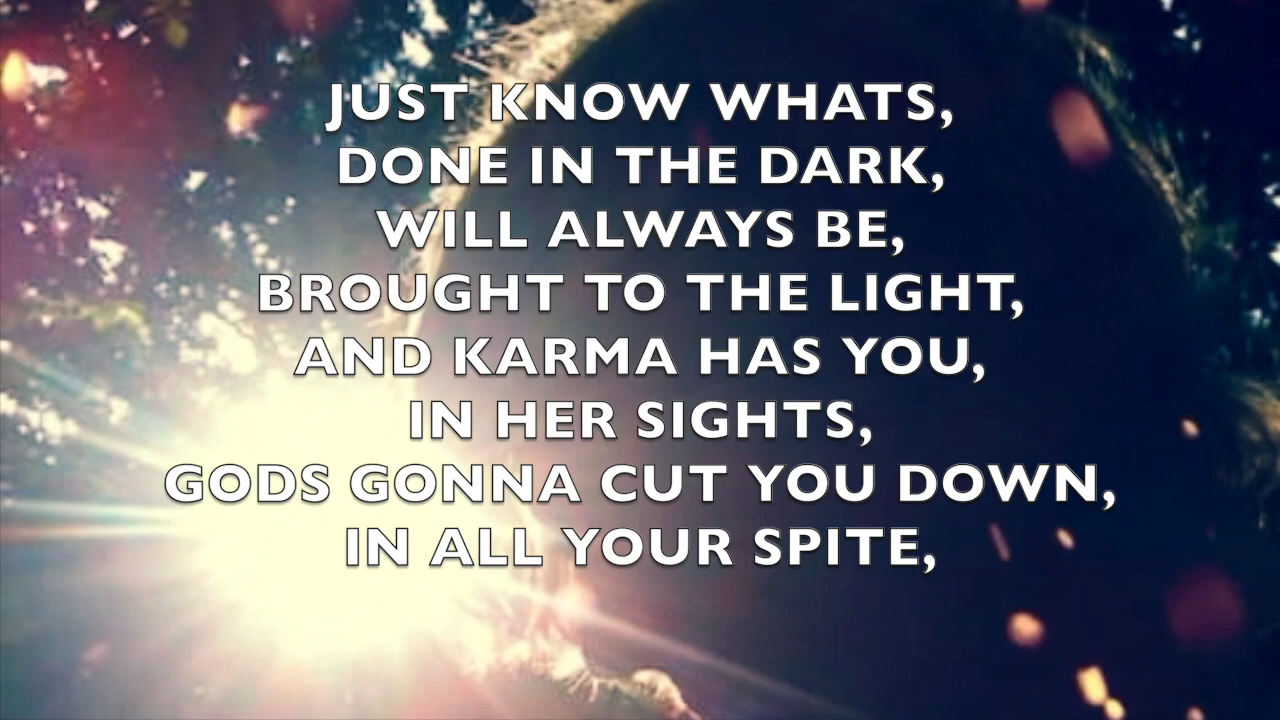 JUST KNOW WHATS,
DONE IN THE DARK,
WILL ALWAYS BE,
BROUGHT TO THE LIGHT,
AND KARMA HAS YOU,
IN HER SIGHTS,
GODS GONNA CUT YOU DOWN,
IN ALL YOUR SPITE,